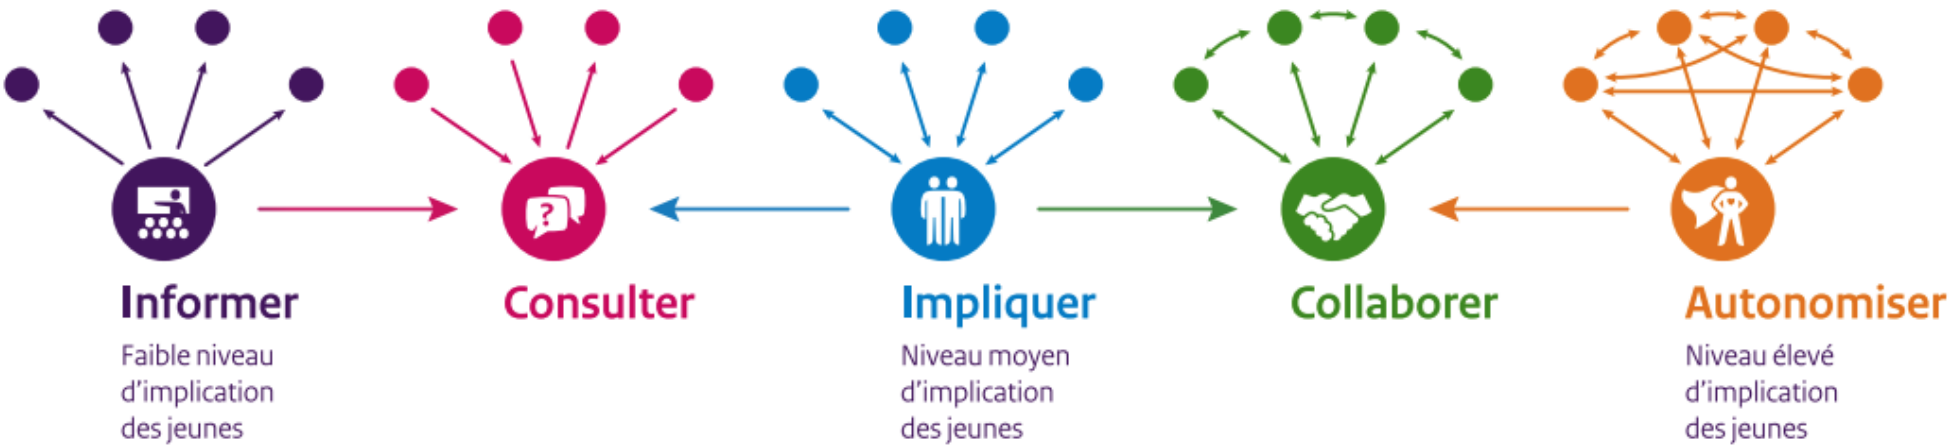 ?
Informer
Faible niveau
d'implication
des jeunes
Consulter
Impliquer
Niveau moyen
d'implication
des jeunes
Collaborer
Autonomiser
Niveau élevé
d'implication
des jeunes